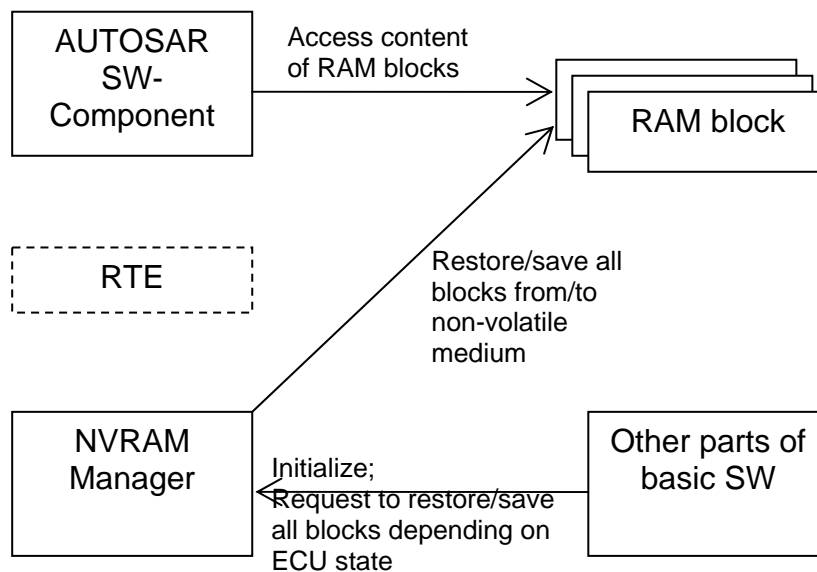 AUTOSAR
SW-
Component
Access content
of RAM blocks
RAM block
RTE
Restore/save all
blocks from/to
non-volatile
medium
NVRAM
Manager
Initialize;
Request to restore/save
all blocks depending on
ECU state
Other parts of
basic SW